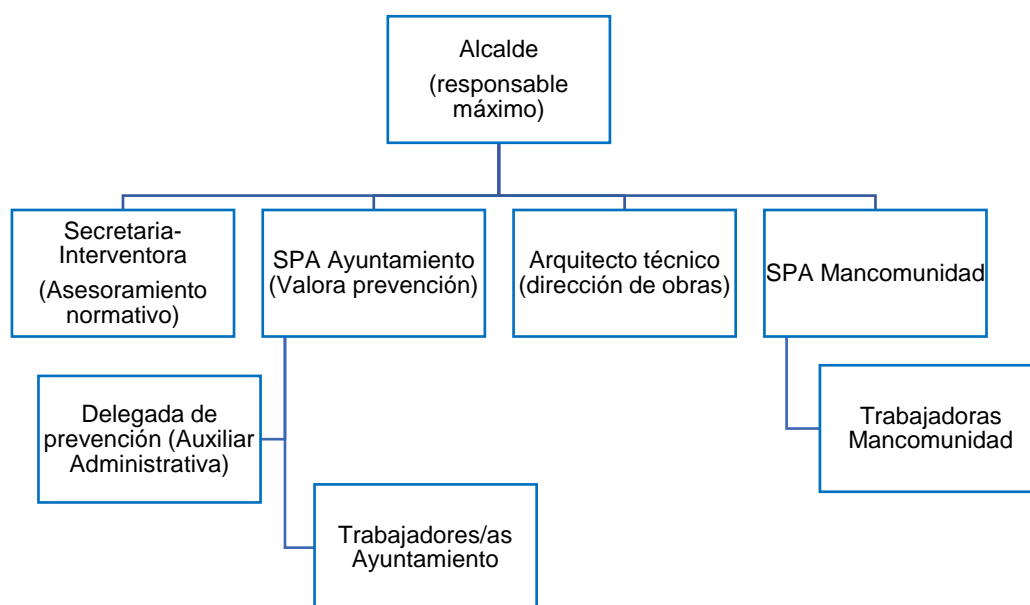 Alcalde
(responsable
máximo)
Secretaria-
Interventora
(Asesoramiento
normativo)
SPA Ayuntamiento
(Valora prevención)
Arquitecto técnico
(dirección de obras)
SPA Mancomunidad
Delegada de
prevención (Auxiliar
Administrativa)
Trabajadoras
Mancomunidad
Trabajadores/as
Ayuntamiento